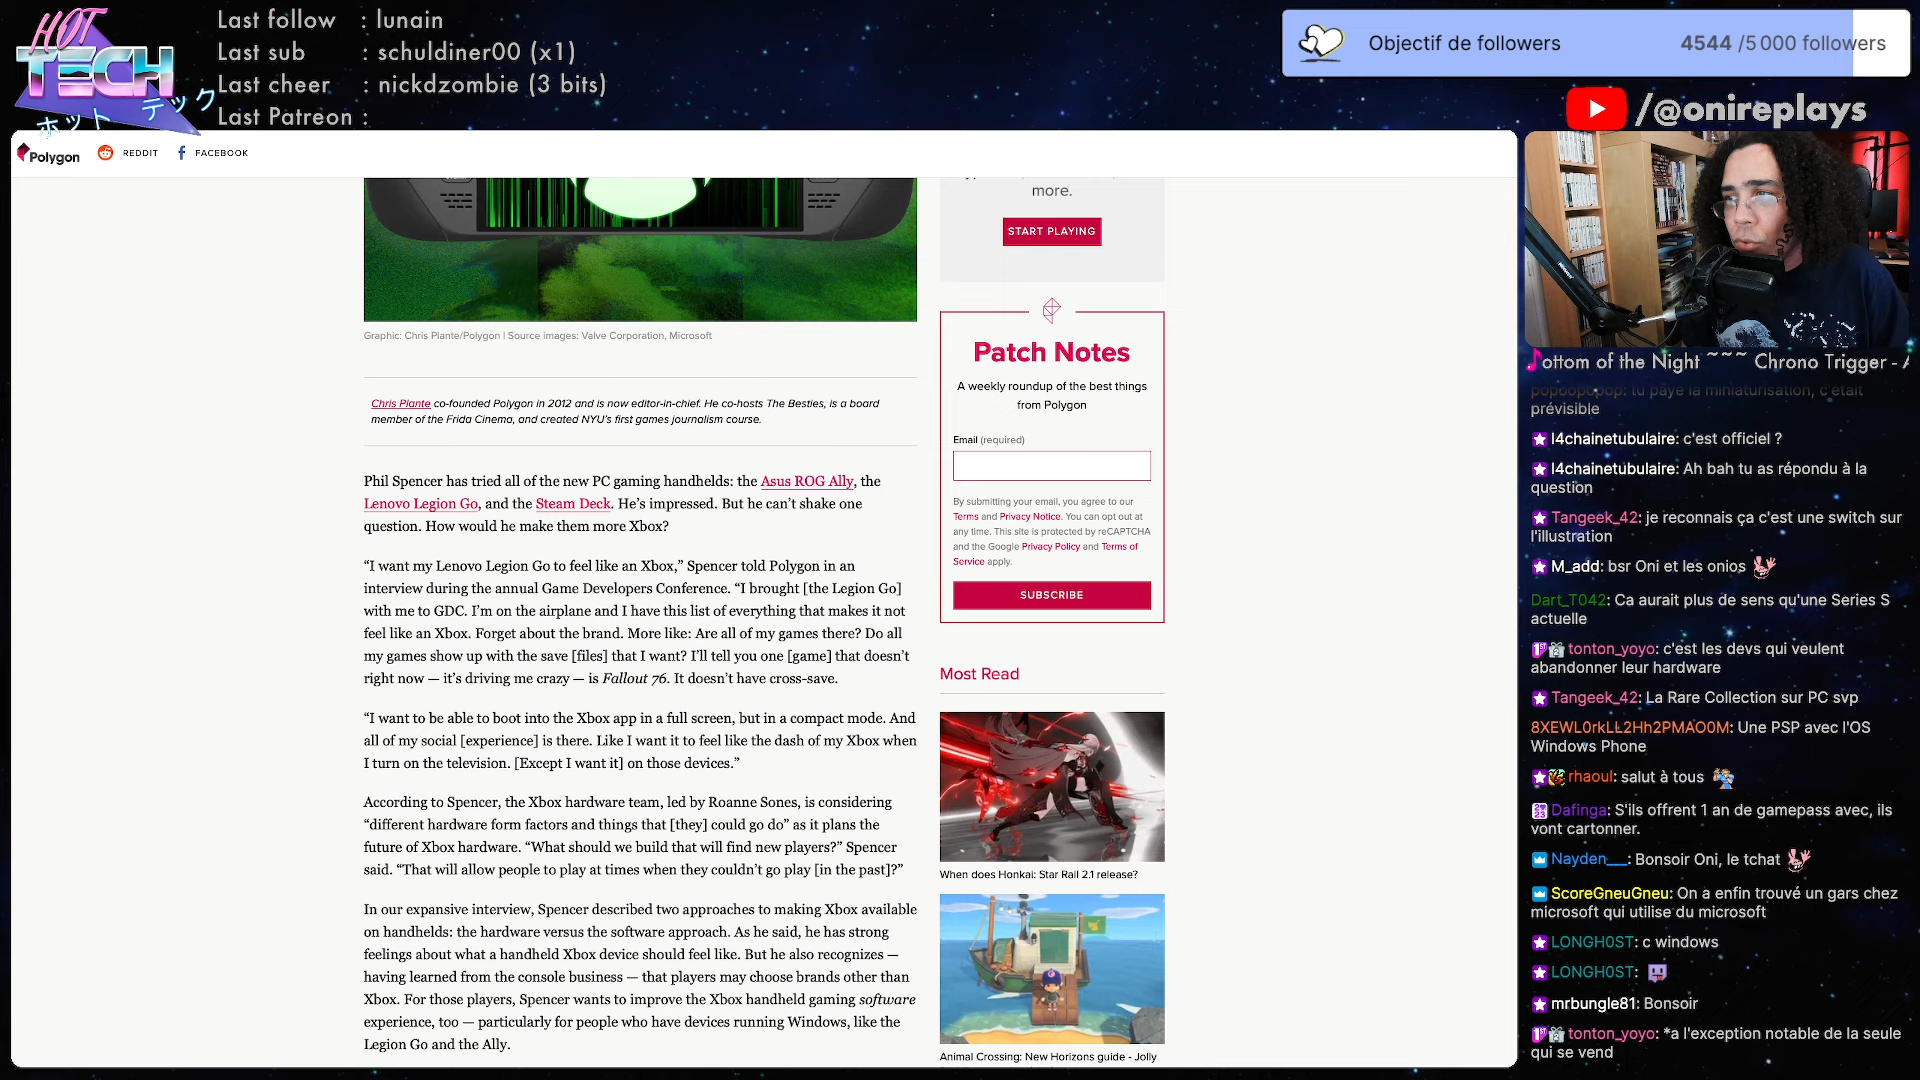 HOT
TECH
ホット テック
Last follow : lunain
Last sub : schuldiner00 (x1)
Last cheer : nickdzombie (3 bits)
Last Patreon :
Objectif de followers 4544 /5 000 followers
/@onireplays
Polygon REDDIT FACEBOOK
Graphic: Chris Plante/Polygon | Source images: Valve Corporation, Microsoft
Chris Plante co-founded Polygon in 2012 and is now editor-in-chief. He co-hosts The Besties, is a board
member of the Frida Cinema, and created NYU's first games journalism course.
Phil Spencer has tried all of the new PC gaming handhelds: the Asus ROG Ally, the
Lenovo Legion Go, and the Steam Deck. He's impressed. But he can't shake one
question. How would he make them more Xbox?
“I want my Lenovo Legion Go to feel like an Xbox,” Spencer told Polygon in an
interview during the annual Game Developers Conference. “I brought [the Legion Go]
with me to GDC. I'm on the airplane and I have this list of everything that makes it not
feel like an Xbox. Forget about the brand. More like: Are all of my games there? Do all
my games show up with the save [files] that I want? I'll tell you one [game] that doesn't
right now — it's driving me crazy — is Fallout 76. It doesn't have cross-save.
“I want to be able to boot into the Xbox app in a full screen, but in a compact mode. And
all of my social [experience] is there. Like I want it to feel like the dash of my Xbox when
I turn on the television. [Except I want it] on those devices.”
According to Spencer, the Xbox hardware team, led by Roanne Sones, is considering
“different hardware form factors and things that [they] could go do” as it plans the
future of Xbox hardware. “What should we build that will find new players?” Spencer
said. “That will allow people to play at times when they couldn't go play [in the past]?”
In our expansive interview, Spencer described two approaches to making Xbox available
on handhelds: the hardware versus the software approach. As he said, he has strong
feelings about what a handheld Xbox device should feel like. But he also recognizes —
having learned from the console business — that players may choose brands other than
Xbox. For those players, Spencer wants to improve the Xbox handheld gaming software
experience, too — particularly for people who have devices running Windows, like the
Legion Go and the Ally.
more.
START PLAYING
Patch Notes
A weekly roundup of the best things
from Polygon
Email (required)
By submitting your email, you agree to our
Terms and Privacy Notice. You can opt out at
any time. This site is protected by reCAPTCHA
and the Google Privacy Policy and Terms of
Service apply.
SUBSCRIBE
Most Read
When does Honkai: Star Rail 2.1 release?
Animal Crossing: New Horizons guide - Jolly
ottom of the Night ~~~ Chrono Trigger -
popoopopop: tu paye la miniaturisation, c'était
prévisible
l4chainetubulaire: c'est officiel ?
l4chainetubulaire: Ah bah tu as répondu à la
question
Tangeek_42: je reconnais ça c'est une switch sur
l'illustration
M_add: bsr Oni et les onios
Dart_T042: Ca aurait plus de sens qu'une Series S
actuelle
tonton_yoyo: c'est les devs qui veulent
abandonner leur hardware
Tangeek_42: La Rare Collection sur PC svp
8XEWL0rkLL2Hh2PMAO0M: Une PSP avec l'OS
Windows Phone
rhaoul: salut à tous
Dafinga: S'ils offrent 1 an de gamepass avec, ils
vont cartonner.
Nayden___: Bonsoir Oni, le tchat
ScoreGneuGneu: On a enfin trouvé un gars chez
microsoft qui utilise du microsoft
LONGH0ST: c windows
LONGH0ST:
mrbungle81: Bonsoir
tonton_yoyo: *a l'exception notable de la seule
qui se vend